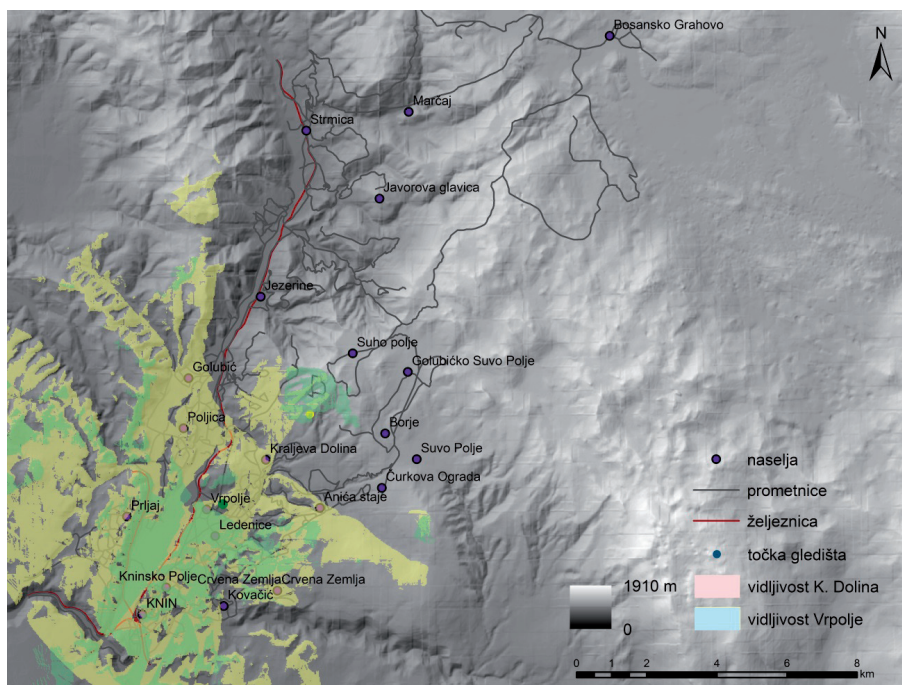 Bosansko Grahovo
N
Marčaj
Strmica
Javorova glavica
Jezerine
Suho polje
Golubićko Suvo Polje
Golubić
Poljica
Borje
Kraljeva Dolina
Suvo Polje
Ćurkova Ograda
Anića staje
Vrpolje
Prljaj
Ledenice
Kninsko Polje
Crvena Zemlja
Crvena Zemlja
KNIN
Kovačić
naselja
prometnice
željeznica
točka gledišta
vidljivost K. Dolina
vidljivost Vrpolje
1910 m
0
0 1 2 4 6 8
km